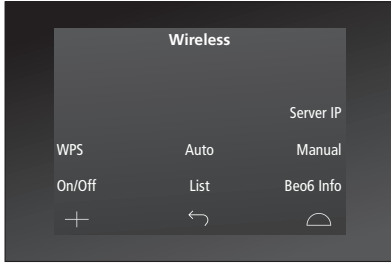 Wireless
Server IP
WPS Auto Manual
On/Off List Beo6 Info